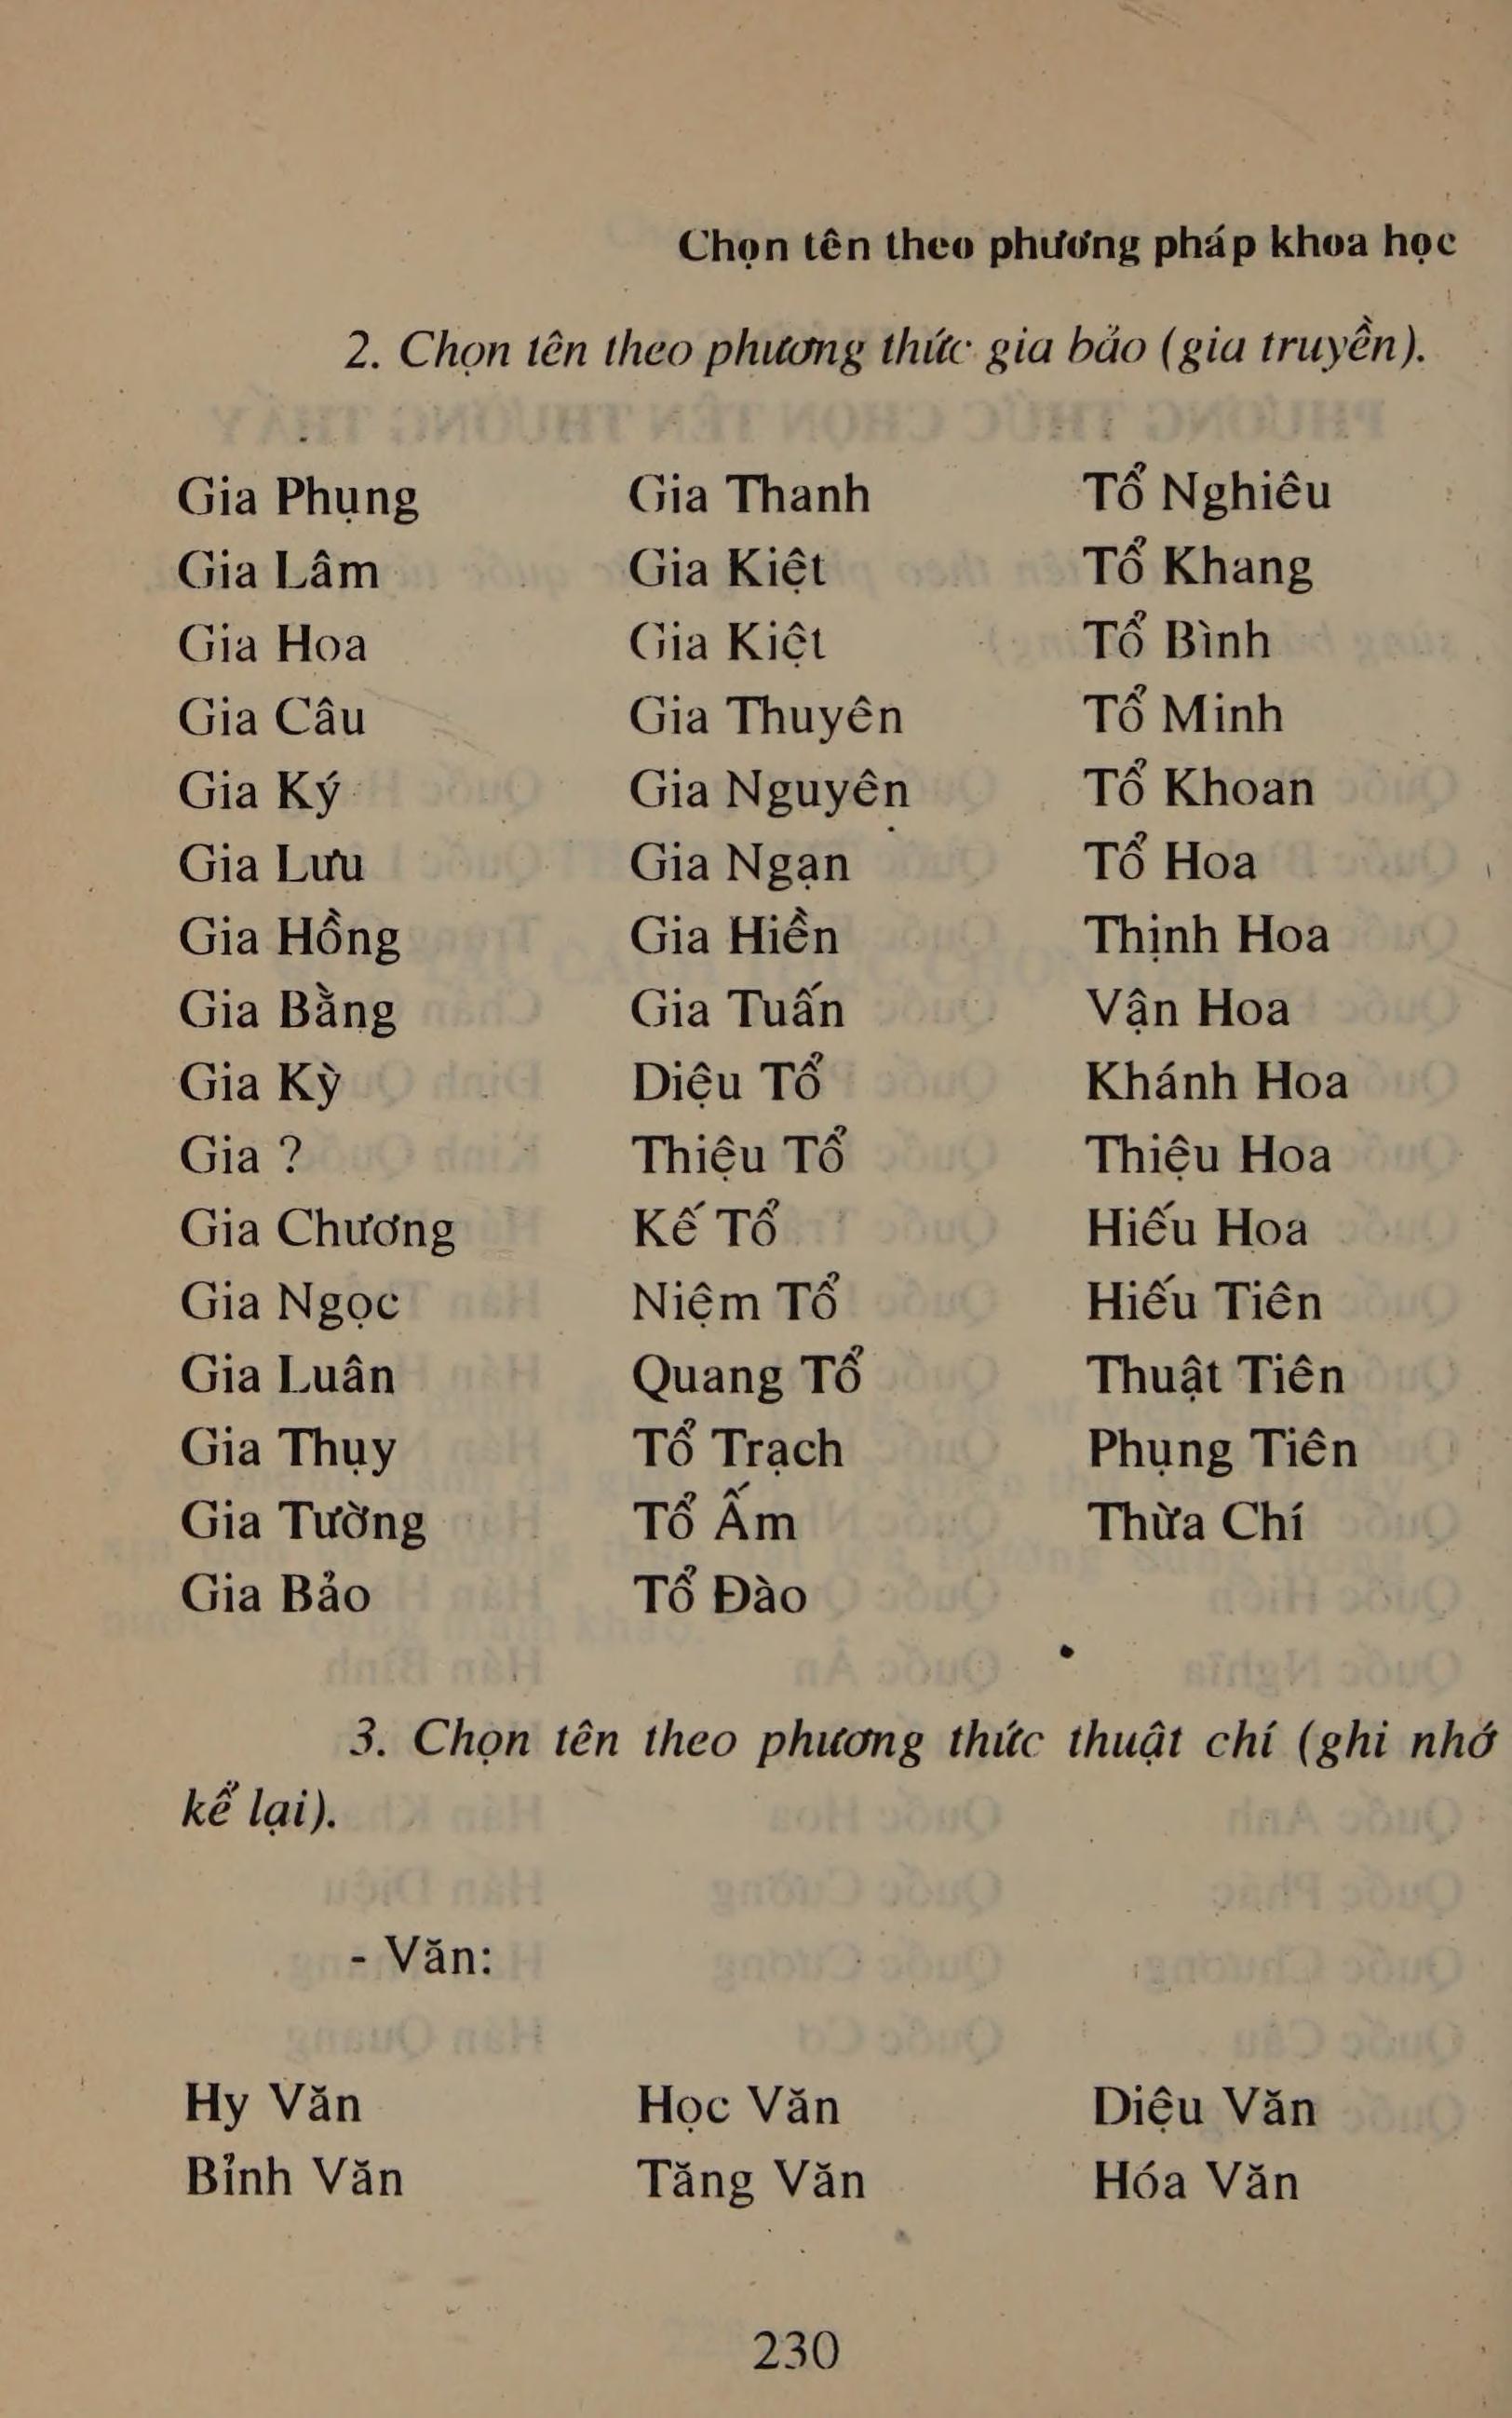 Chọn tên theo phương pháp khoa học
2. Chọn tên theo phương thức gia bảo (gia truyền).
Gia Phụng Gia Thanh Tổ Nghiêu
Gia Lâm Gia Kiệt Tổ Khang
Gia Hoa Gia Kiệt Tổ Bình
Gia Câu Gia Thuyên Tổ Minh
Gia Ký Gia Nguyên Tổ Khoan
Gia Lưu Gia Ngạn Tổ Hoa
Gia Hồng Gia Hiền Thịnh Hoa
Gia Bằng Gia Tuấn Vận Hoa
Gia Kỳ Diệu Tổ Khánh Hoa
Gia ? Thiệu Tổ Thiệu Hoa
Gia Chương Kế Tổ Hiếu Hoa
Gia Ngọc Niệm Tổ Hiếu Tiên
Gia Luân Quang Tổ Thuật Tiên
Gia Thụy Tổ Trạch Phụng Tiên
Gia Tường Tổ Ấm Thừa Chí
Gia Bảo Tổ Đào
3. Chọn tên theo phương thức thuật chí (ghi nhớ
kể lại).
- Văn:
Hy Văn Học Văn Diệu Văn
Bỉnh Văn Tăng Văn Hóa Văn
230